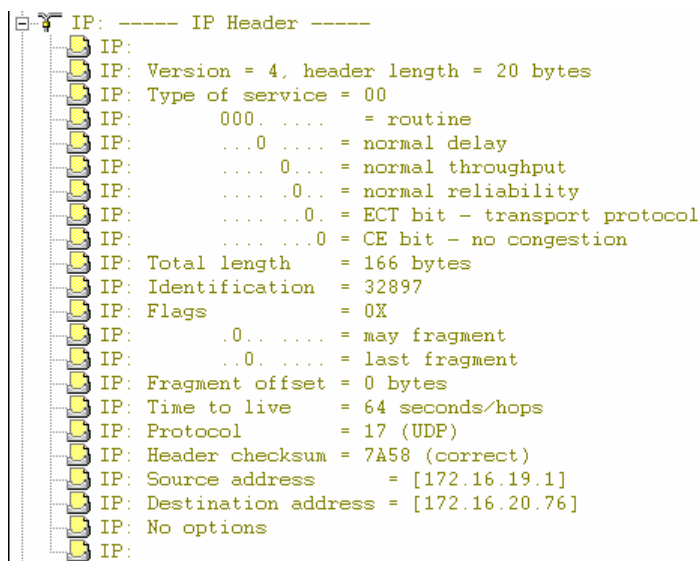 IP: ----- IP Header -----
IP:
IP: Version = 4, header length = 20 bytes
IP: Type of service = 00
IP:       000. ....   = routine
IP:       ...0 .... = normal delay
IP:       .... 0... = normal throughput
IP:       .... .0.. = normal reliability
IP:       .... ..0. = ECT bit - transport protocol
IP:       .... ...0 = CE bit - no congestion
IP: Total length    = 166 bytes
IP: Identification  = 32897
IP: Flags           = 0X
IP:       .0.. .... = may fragment
IP:       ..0. .... = last fragment
IP: Fragment offset = 0 bytes
IP: Time to live    = 64 seconds/hops
IP: Protocol        = 17 (UDP)
IP: Header checksum = 7A58 (correct)
IP: Source address      = [172.16.19.1]
IP: Destination address = [172.16.20.76]
IP: No options
IP: